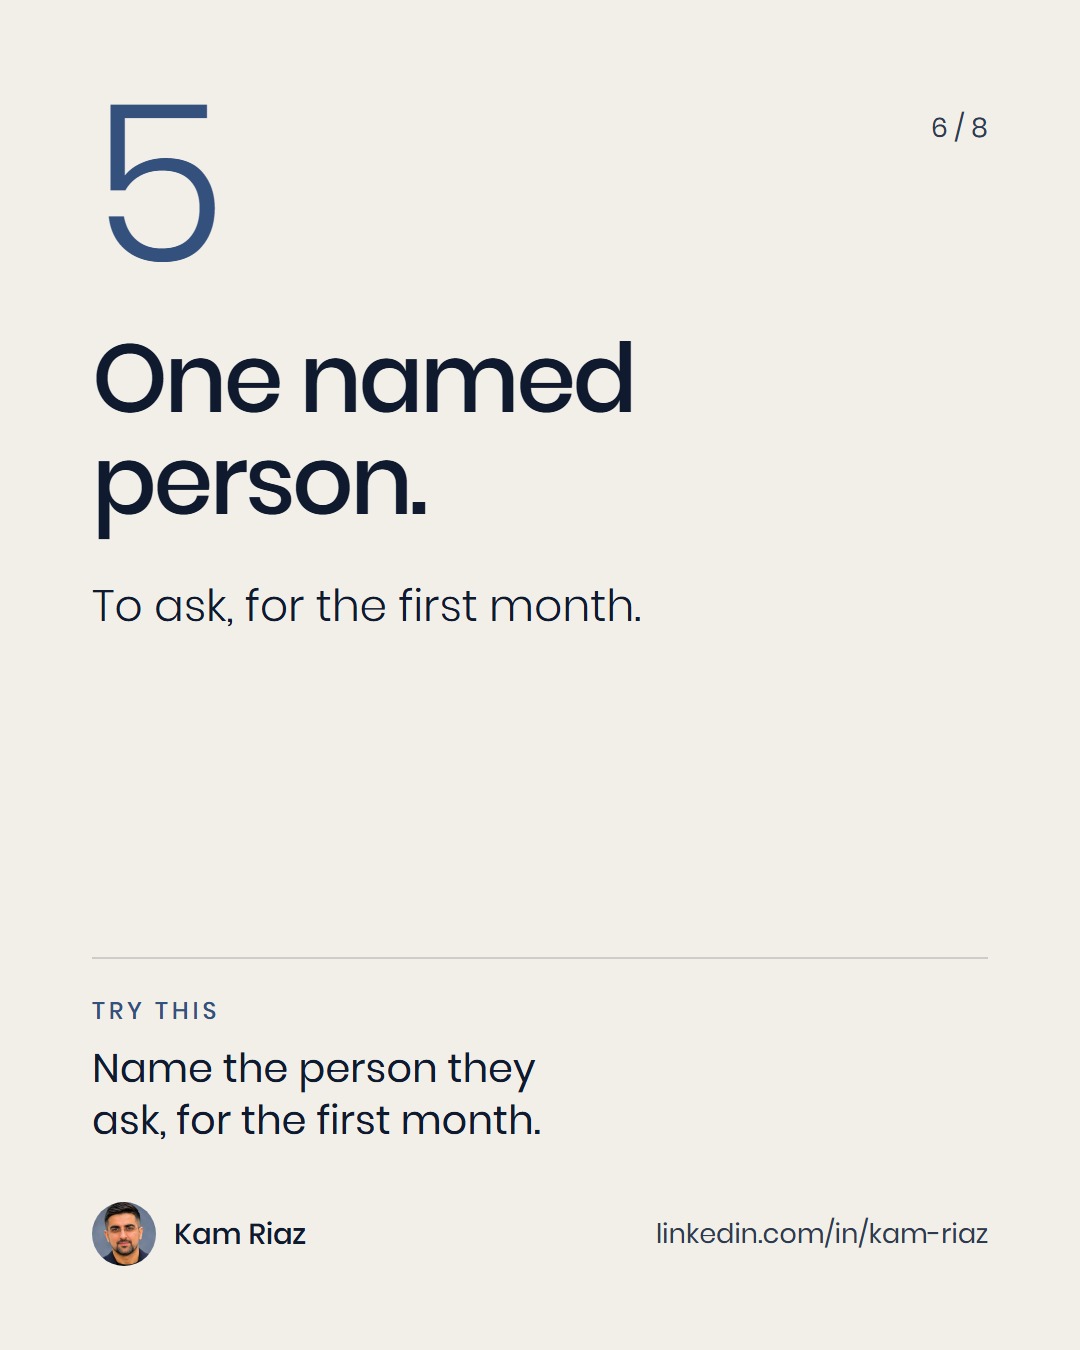 5
6 / 8
One named
person.
To ask, for the first month.
TRY THIS
Name the person they
ask, for the first month.
Kam Riaz
linkedin.com/in/kam-riaz